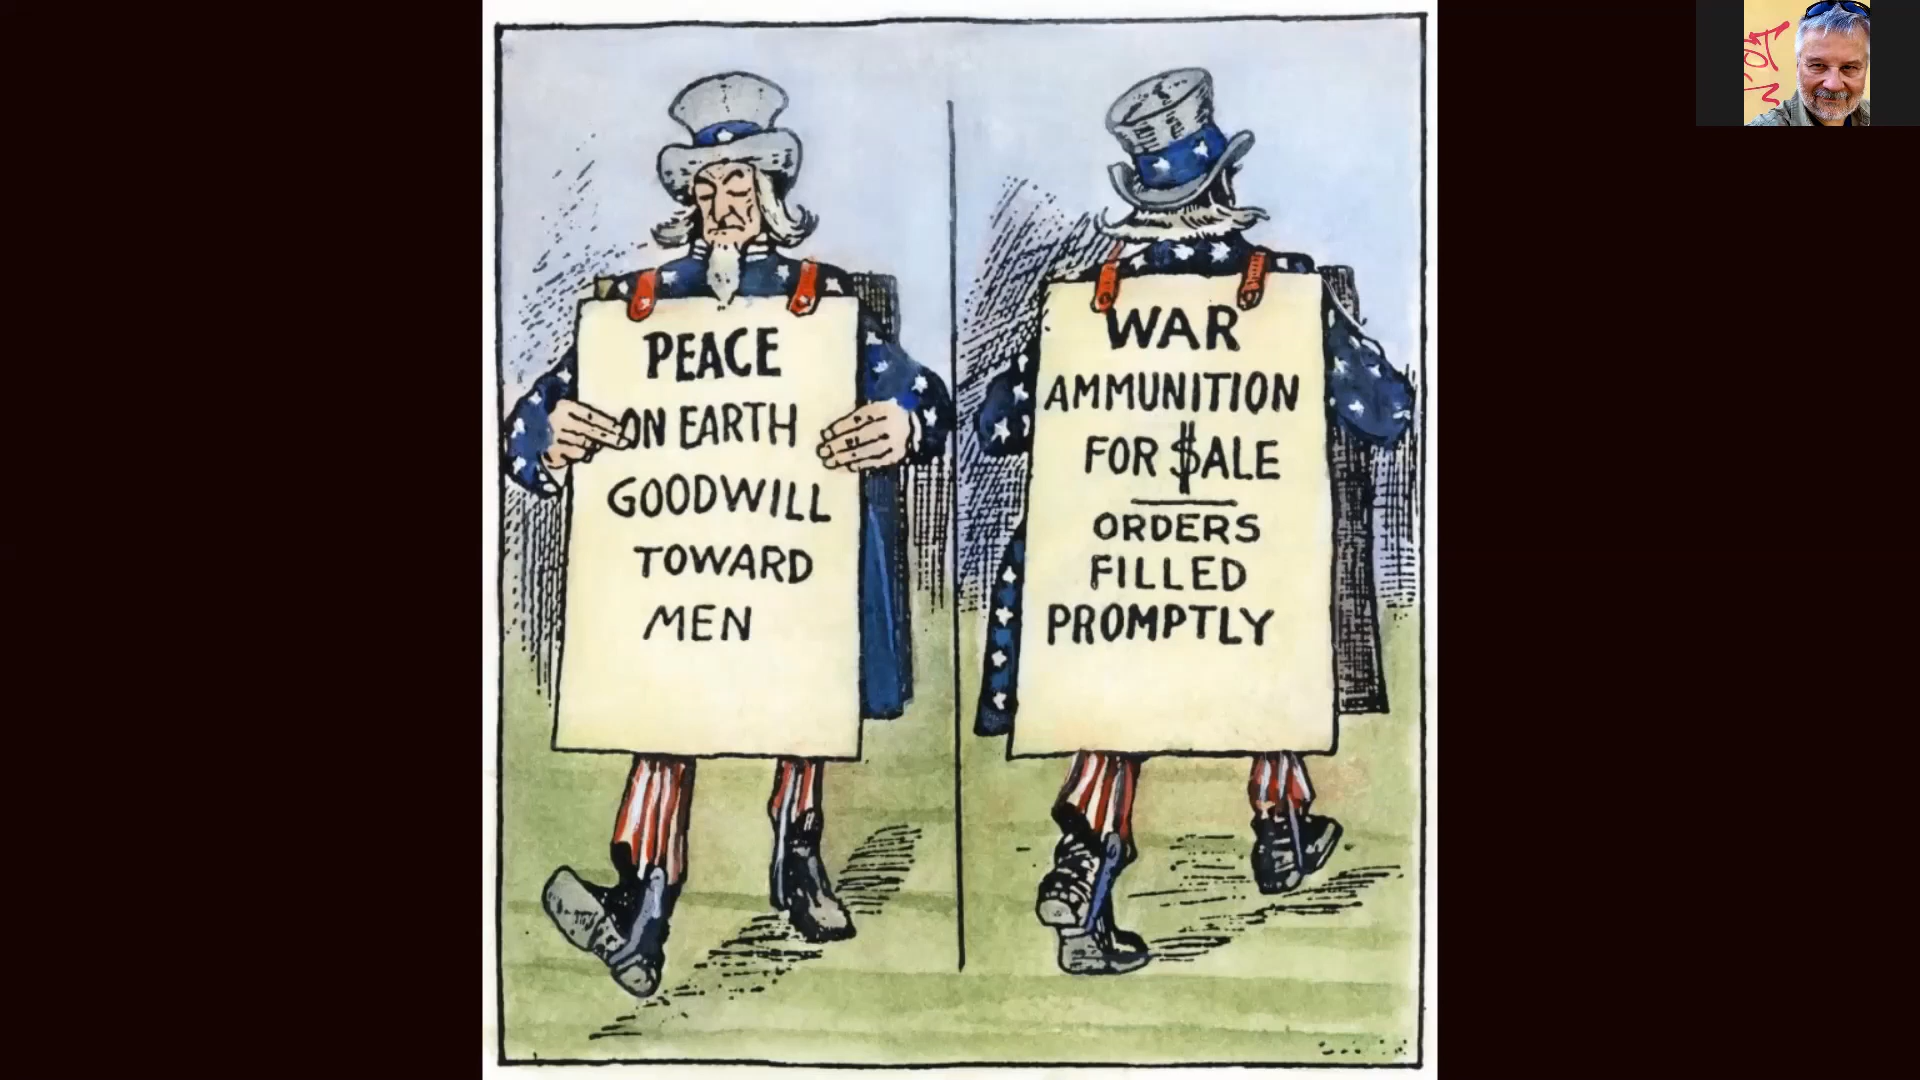 PEACE
ON EARTH
GOODWILL
TOWARD
MEN
WAR
AMMUNITION
FOR $ALE
ORDERS
FILLED
PROMPTLY